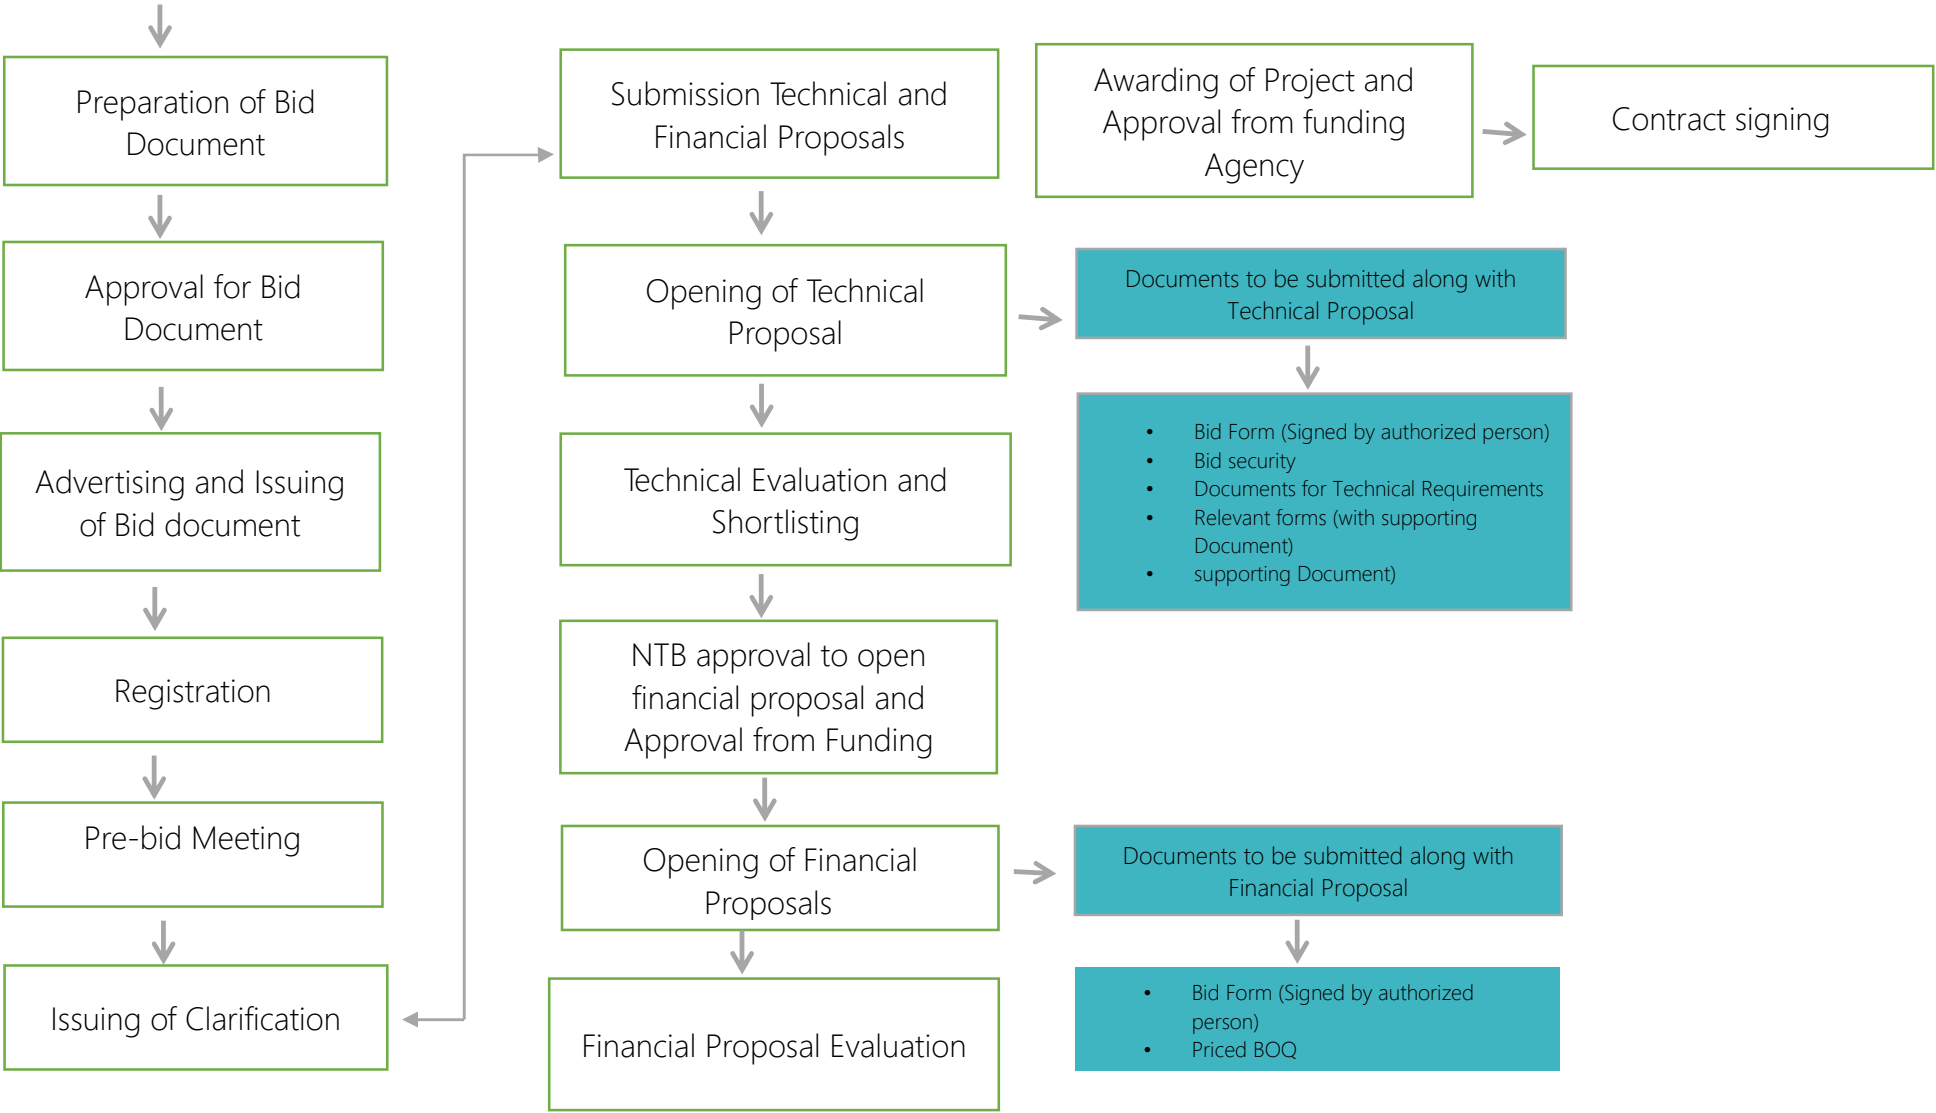 Preparation of Bid
Document
Approval for Bid
Document
Advertising and Issuing
of Bid document
Registration
Pre-bid Meeting
Issuing of Clarification
Submission Technical and
Financial Proposals
Opening of Technical
Proposal
Technical Evaluation and
Shortlisting
NTB approval to open
financial proposal and
Approval from Funding
Opening of Financial
Proposals
Financial Proposal Evaluation
Awarding of Project and
Approval from funding
Agency
Contract signing
Documents to be submitted along with
Technical Proposal
• Bid Form (Signed by authorized person)
• Bid security
• Documents for Technical Requirements
• Relevant forms (with supporting
Document)
• supporting Document)
Documents to be submitted along with
Financial Proposal
• Bid Form (Signed by authorized
person)
• Priced BOQ